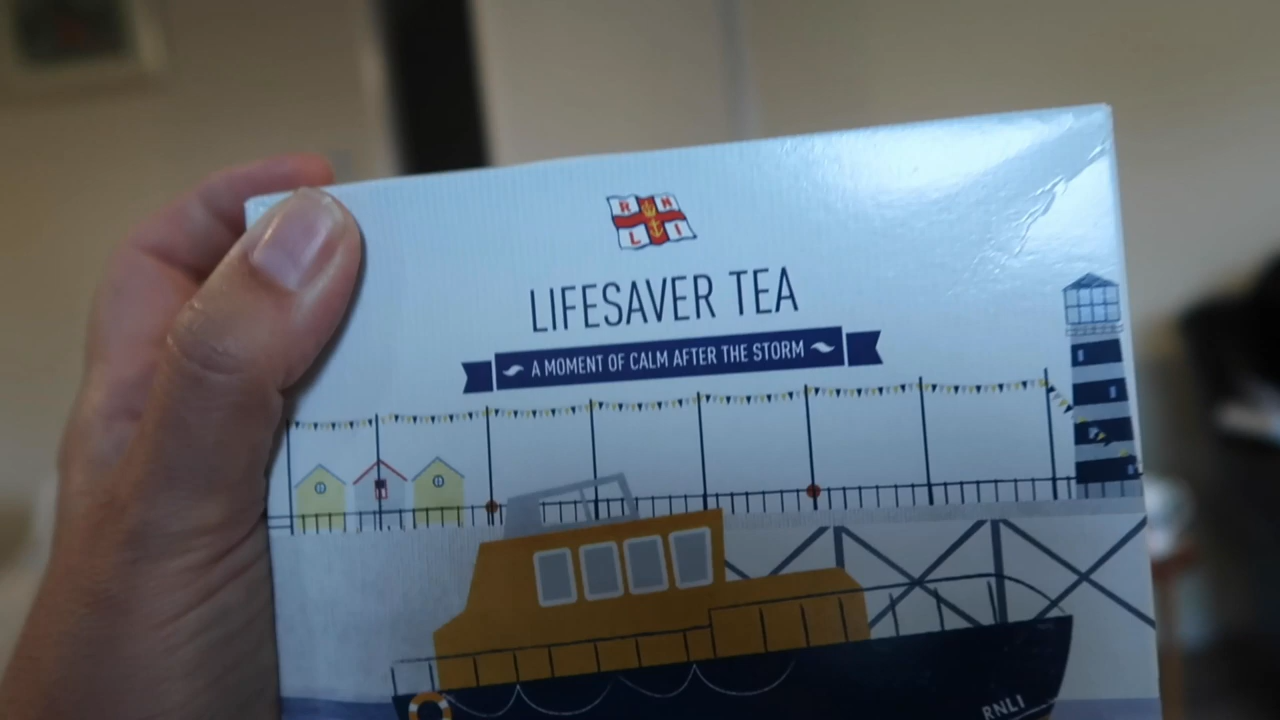 R N
L I
LIFESAVER TEA
A MOMENT OF CALM AFTER THE STORM
RNLI